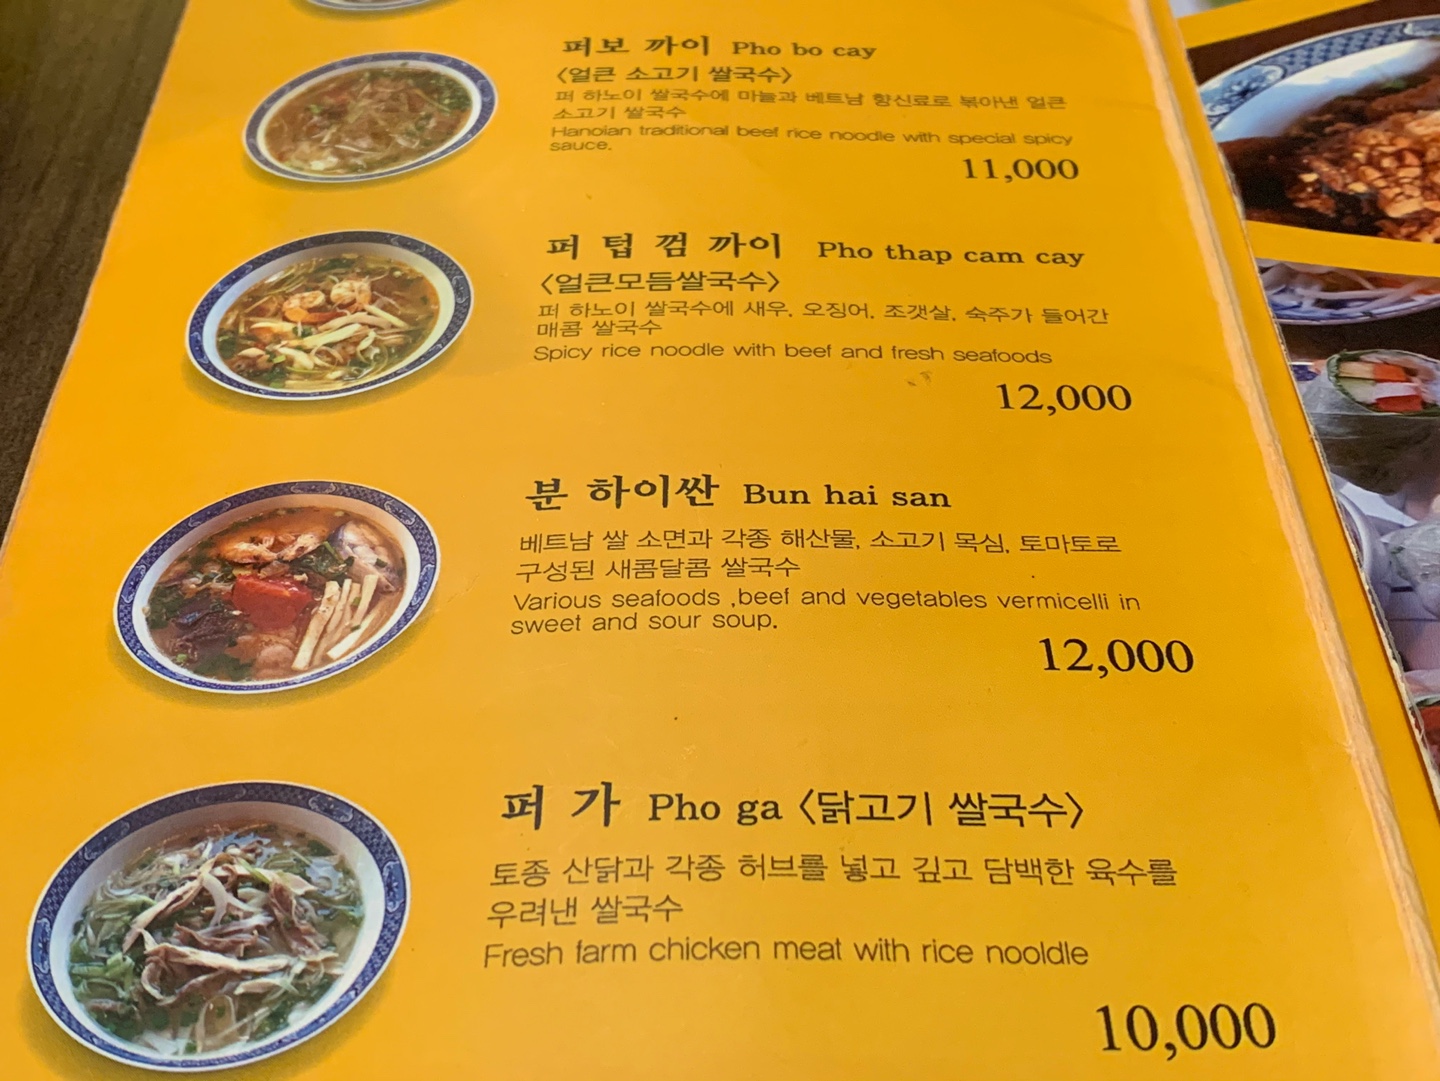 퍼보 까이 Pho bo cay
〈얼큰 소고기 쌀국수〉
퍼 하노이 쌀국수에 마늘과 베트남 향신료로 볶아낸 얼큰
소고기 쌀국수
Hanoian traditional beef rice noodle with special spicy
sauce.
11,000
퍼 텁 껌 까이 Pho thap cam cay
〈얼큰모듬쌀국수〉
퍼 하노이 쌀국수에 새우, 오징어, 조갯살, 숙주가 들어간
매콤 쌀국수
Spicy rice noodle with beef and fresh seafoods
12,000
분 하이싼 Bun hai san
베트남 쌀 소면과 각종 해산물, 소고기 목심, 토마토로
구성된 새콤달콤 쌀국수
Various seafoods ,beef and vegetables vermicelli in
sweet and sour soup.
12,000
퍼 가 Pho ga 〈닭고기 쌀국수〉
토종 산닭과 각종 허브를 넣고 깊고 담백한 육수를
우려낸 쌀국수
Fresh farm chicken meat with rice nooldle
10,000